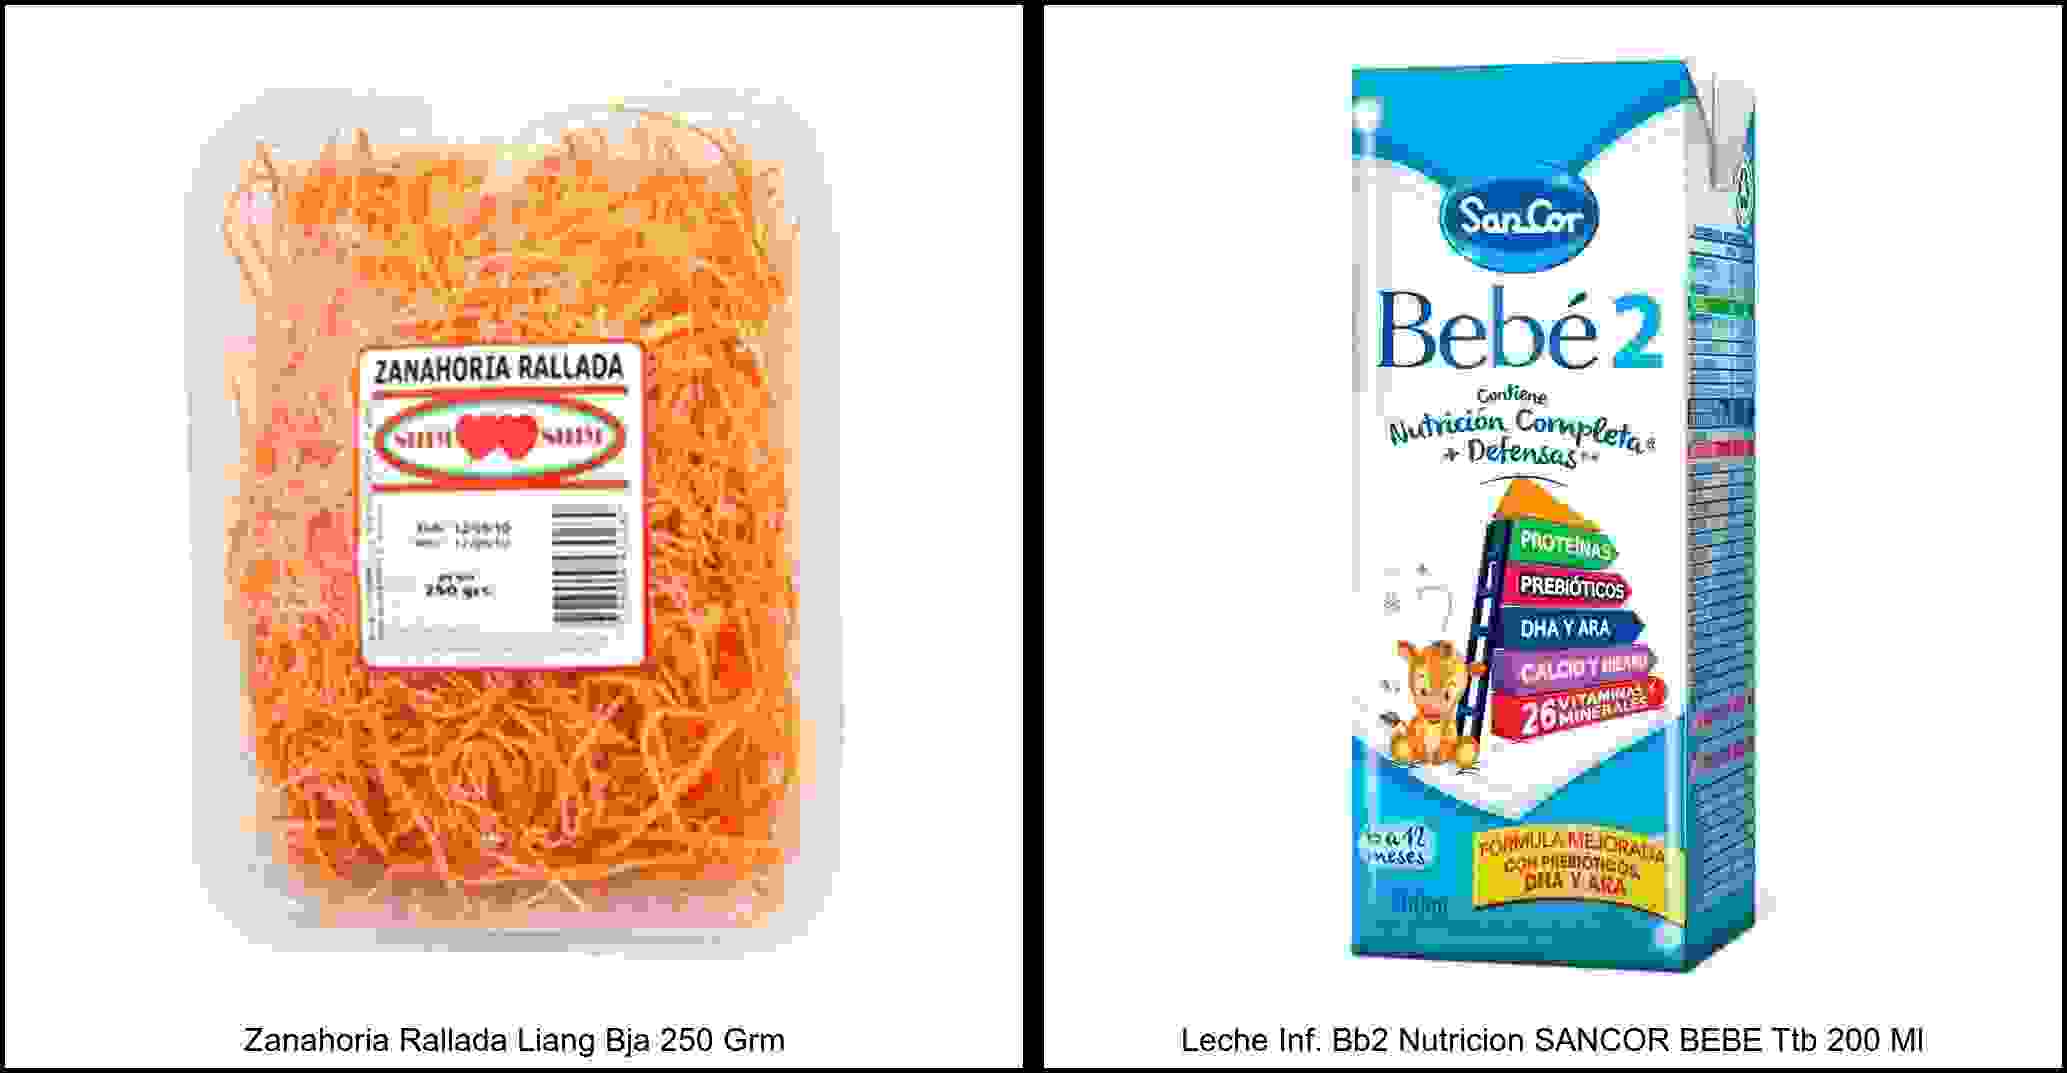 ZANAHORIA RALLADA
250 grs.
Zanahoria Rallada Liang Bja 250 Grm
SanCor
Bebé 2
Contiene
Nutrición Completa
+ Defensas
PROTEÍNAS
PREBIÓTICOS
DHA Y ARA
CALCIO Y HIERRO
26 VITAMINAS Y
MINERALES
6 a 12
meses
FÓRMULA MEJORADA
CON PREBIÓTICOS,
DHA Y ARA
Leche Inf. Bb2 Nutricion SANCOR BEBE Ttb 200 Ml